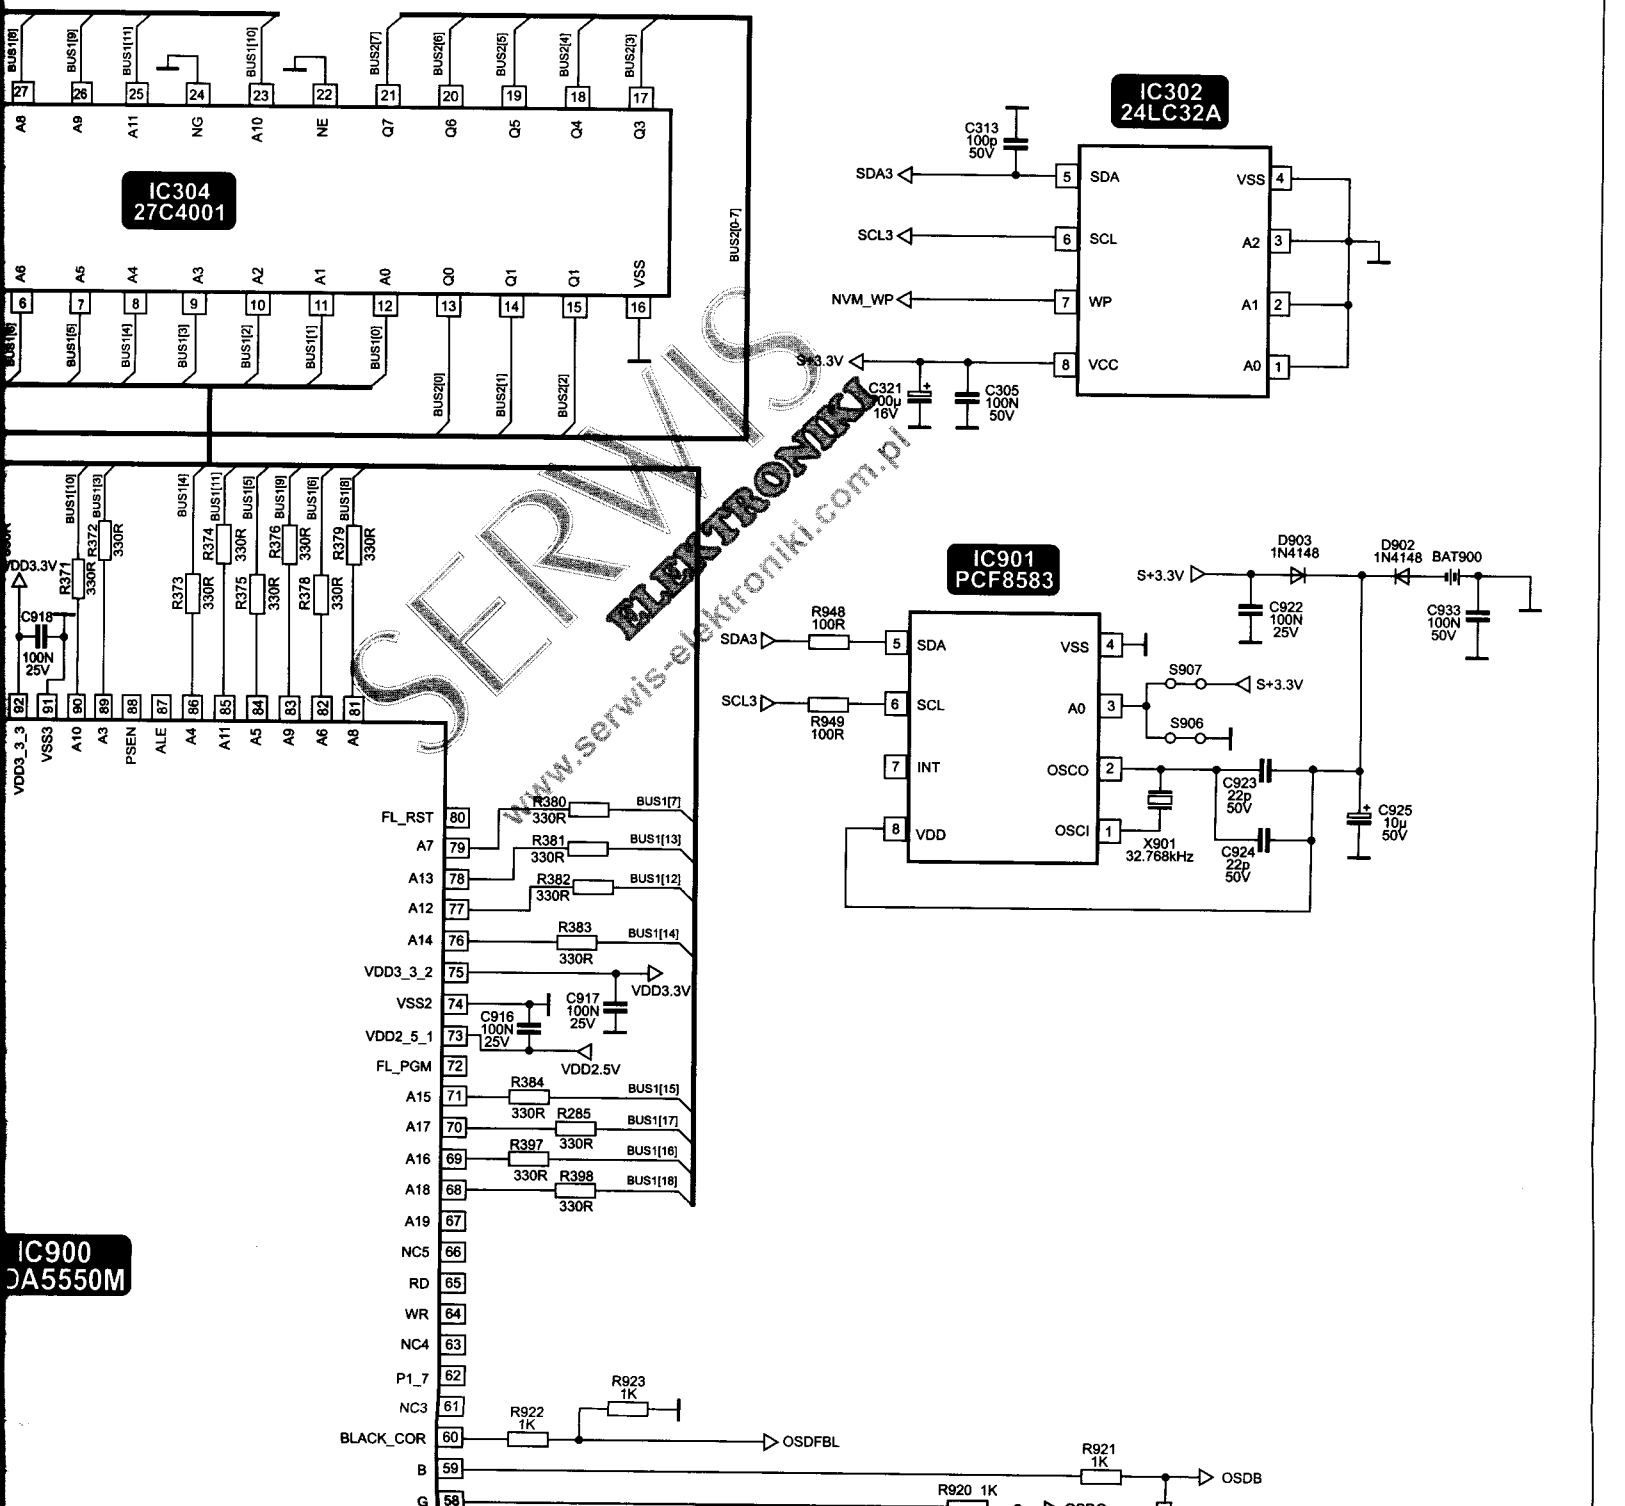 BUS1[8]
BUS1[9]
BUS1[11]
BUS1[10]
BUS2[7]
BUS2[6]
BUS2[5]
BUS2[4]
BUS2[3]
27 26 25 24 23 22 21 20 19 18 17
A8 A9 A11 NG A10 NE Q7 Q6 Q5 Q4 Q3
IC304
27C4001
BUS2[0-7]
A6 A5 A4 A3 A2 A1 A0 Q0 Q1 Q1 VSS
6 7 8 9 10 11 12 13 14 15 16
BUS1[6]
BUS1[5]
BUS1[4]
BUS1[3]
BUS1[2]
BUS1[1]
BUS1[0]
BUS2[0]
BUS2[1]
BUS2[2]
IC302
24LC32A
C313
100p
50V
SDA3 5 SDA VSS 4
SCL3 6 SCL A2 3
NVM_WP 7 WP A1 2
S+3.3V 8 VCC A0 1
C321
16V
C305
100N
50V
SERWIS
ELEKTRONIKI
www.serwis-elektroniki.com.pl
BUS1[10]
BUS1[3]
BUS1[4]
BUS1[11]
BUS1[5]
BUS1[9]
BUS1[6]
BUS1[8]
R371 330R
R372 330R
R373 330R
R374 330R
R375 330R
R376 330R
R378 330R
R379 330R
VDD3.3V
C918
100N
25V
92 91 90 89 88 87 86 85 84 83 82 81
VDD3_3_3 VSS3 A10 A3 PSEN ALE A4 A11 A5 A9 A6 A8
IC901
PCF8583
SDA3 R948 100R 5 SDA VSS 4
SCL3 R949 100R 6 SCL A0 3
7 INT OSCO 2
8 VDD OSCI 1
S+3.3V
D903
1N4148
D902
1N4148
BAT900
C922
100N
25V
C933
100N
50V
S907
S+3.3V
S906
C923
22p
50V
C924
22p
50V
X901
32.768kHz
C925
10µ
50V
FL_RST 80
A7 79 R380 330R BUS1[7]
A13 78 R381 330R BUS1[13]
A12 77 R382 330R BUS1[12]
A14 76 R383 330R BUS1[14]
VDD3_3_2 75 VDD3.3V
VSS2 74
C917
100N
25V
C916
100N
25V
VDD2_5_1 73 VDD2.5V
FL_PGM 72
A15 71 R384 330R BUS1[15]
A17 70 R285 330R BUS1[17]
A16 69 R397 330R BUS1[16]
A18 68 R398 330R BUS1[18]
A19 67
NC5 66
RD 65
WR 64
NC4 63
P1_7 62
NC3 61
IC900
DA5550M
R923
1K
R922
1K
BLACK_COR 60 OSDFBL
R921
1K
B 59 OSDB
R920 1K
G 58